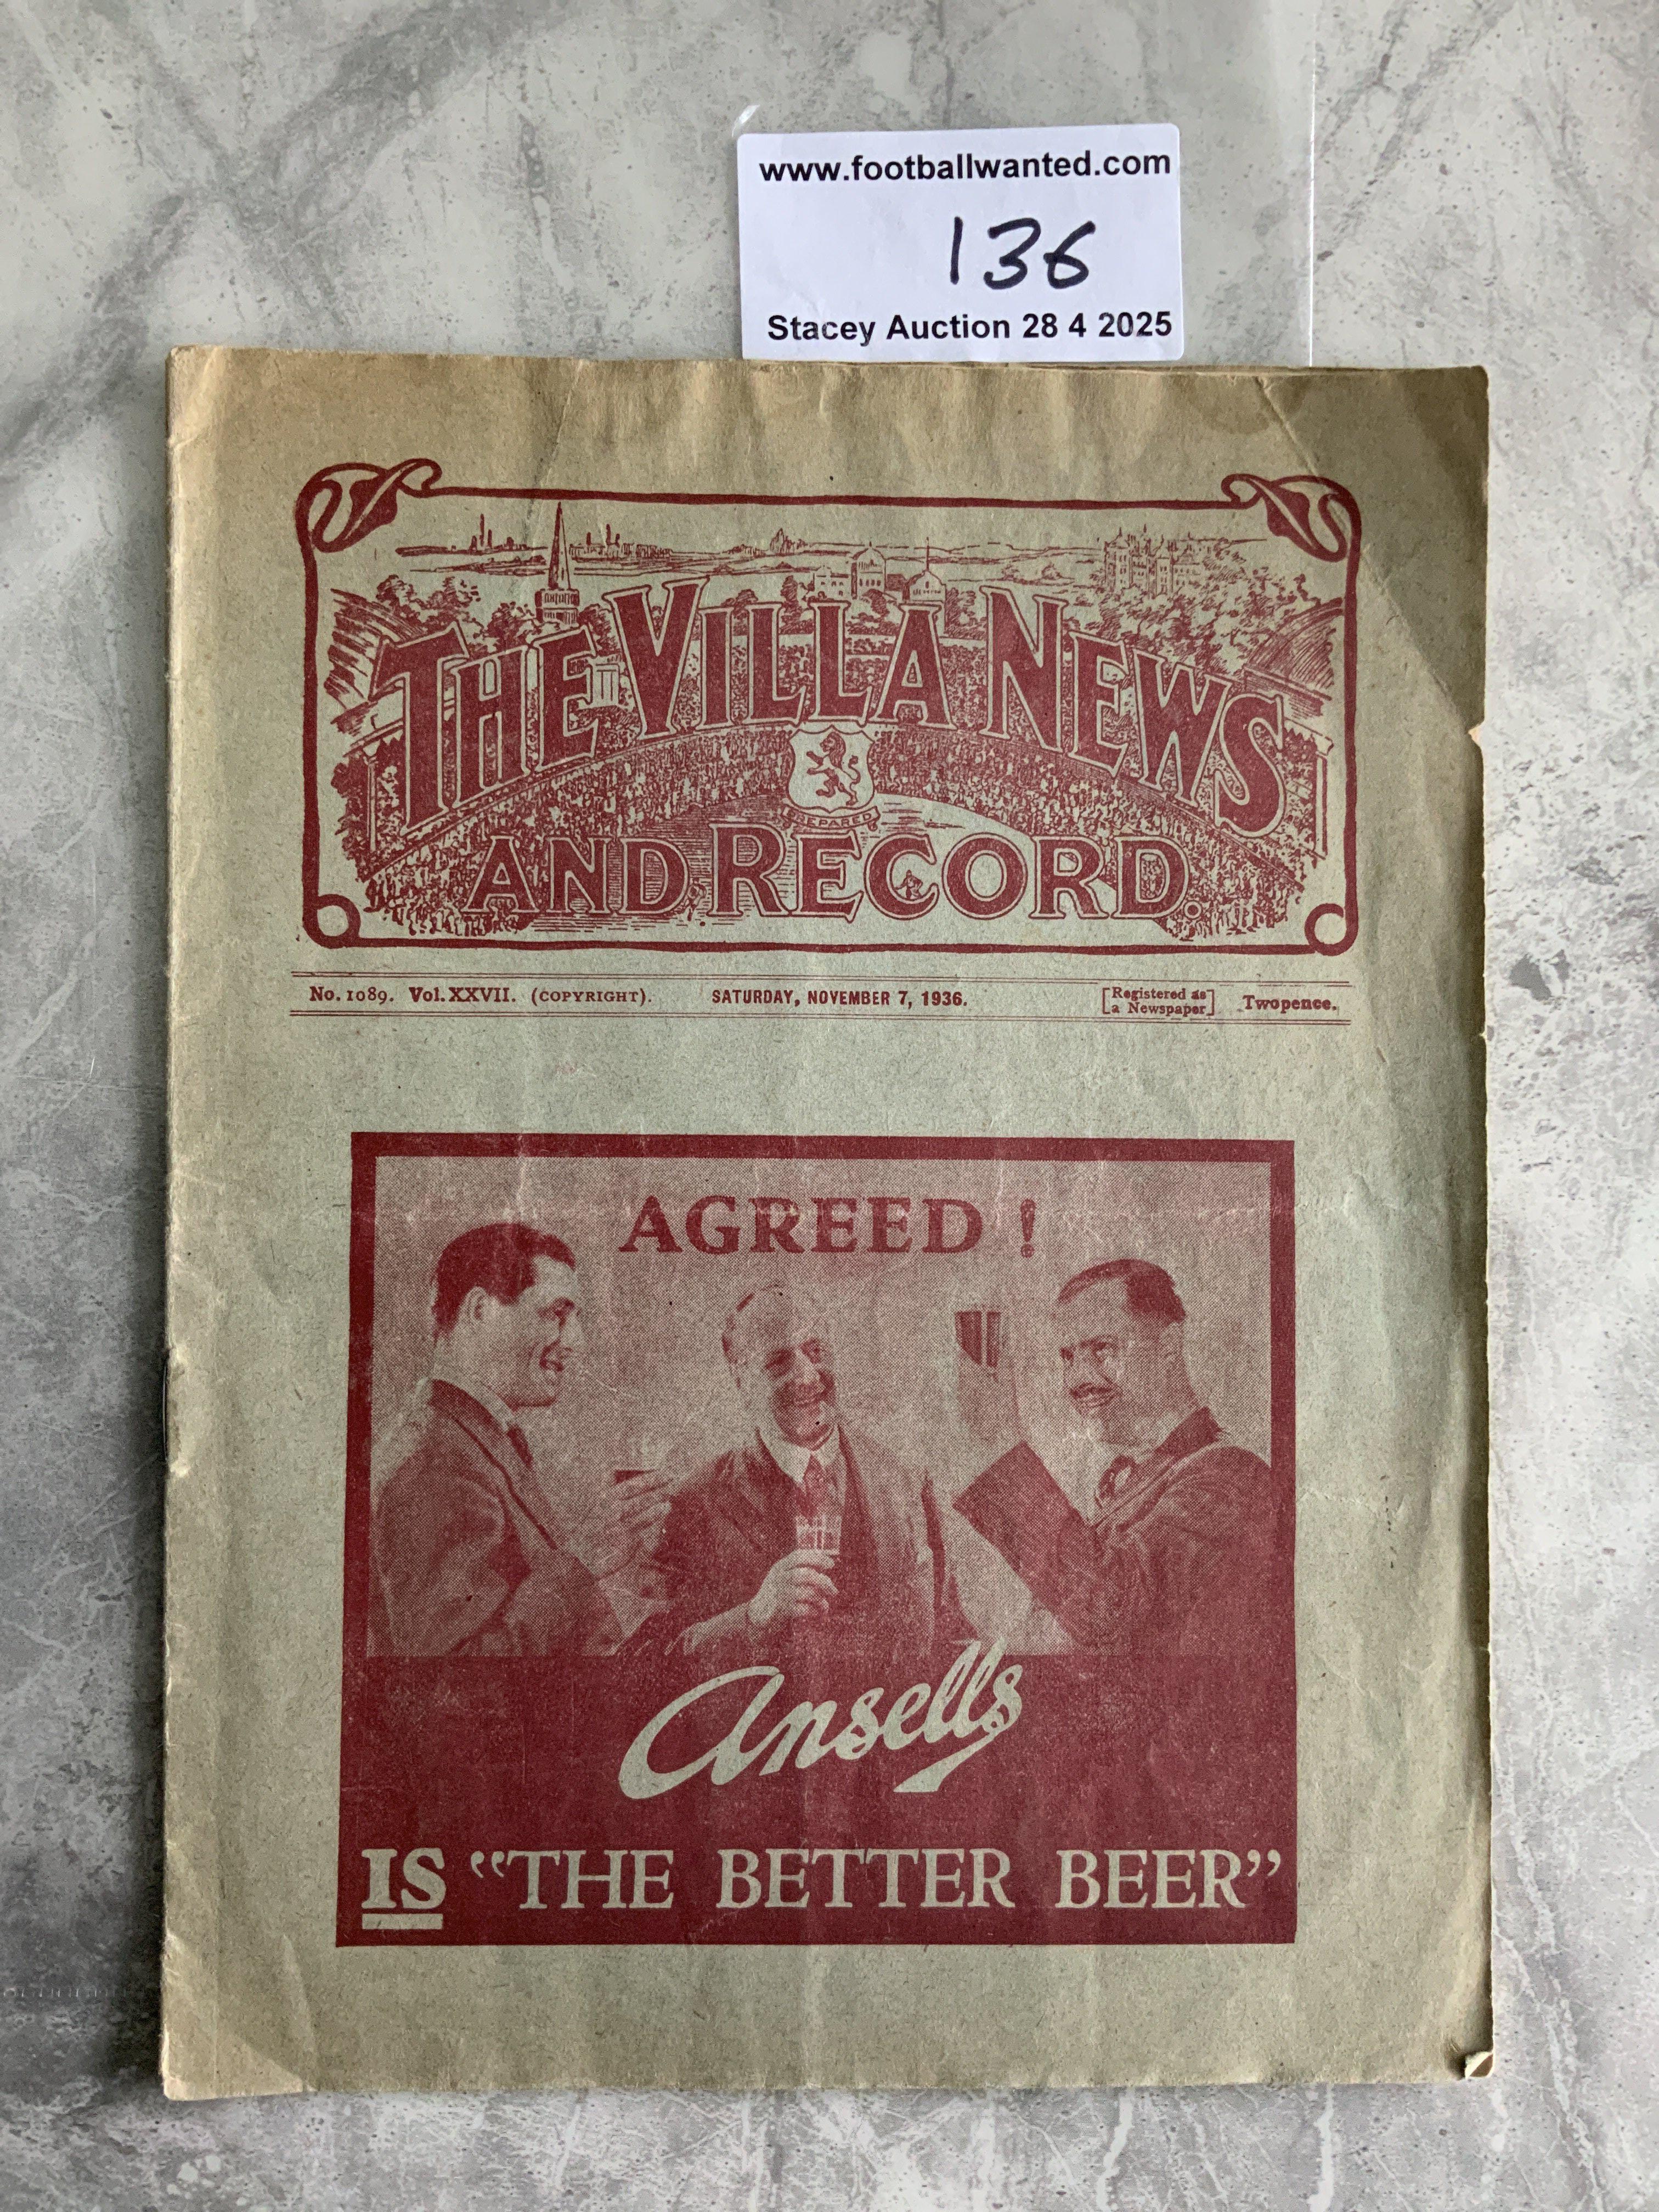 www.footballwanted.com
136
Stacey Auction 28 4 2025
THE VILLA NEWS
PREPARED
AND RECORD.
No. 1089. Vol. XXVII. (COPYRIGHT). SATURDAY, NOVEMBER 7, 1936. [Registered as a Newspaper] Twopence.
AGREED !
Ansells
IS "THE BETTER BEER"